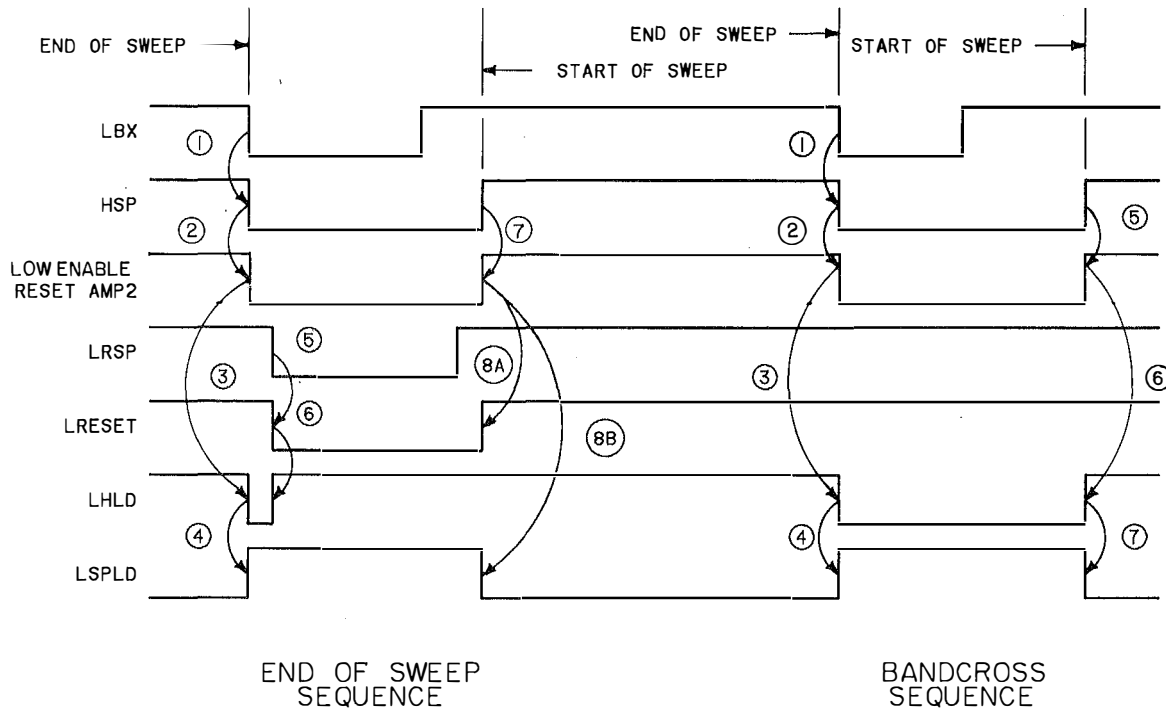 END OF SWEEP
START OF SWEEP
END OF SWEEP
START OF SWEEP
LBX
1
1
HSP
2
7
2
5
LOW ENABLE
RESET AMP2
LRSP
5
3
8A
3
6
LRESET
6
8B
LHLD
4
4
7
LSPLD
END OF SWEEP
SEQUENCE
BANDCROSS
SEQUENCE